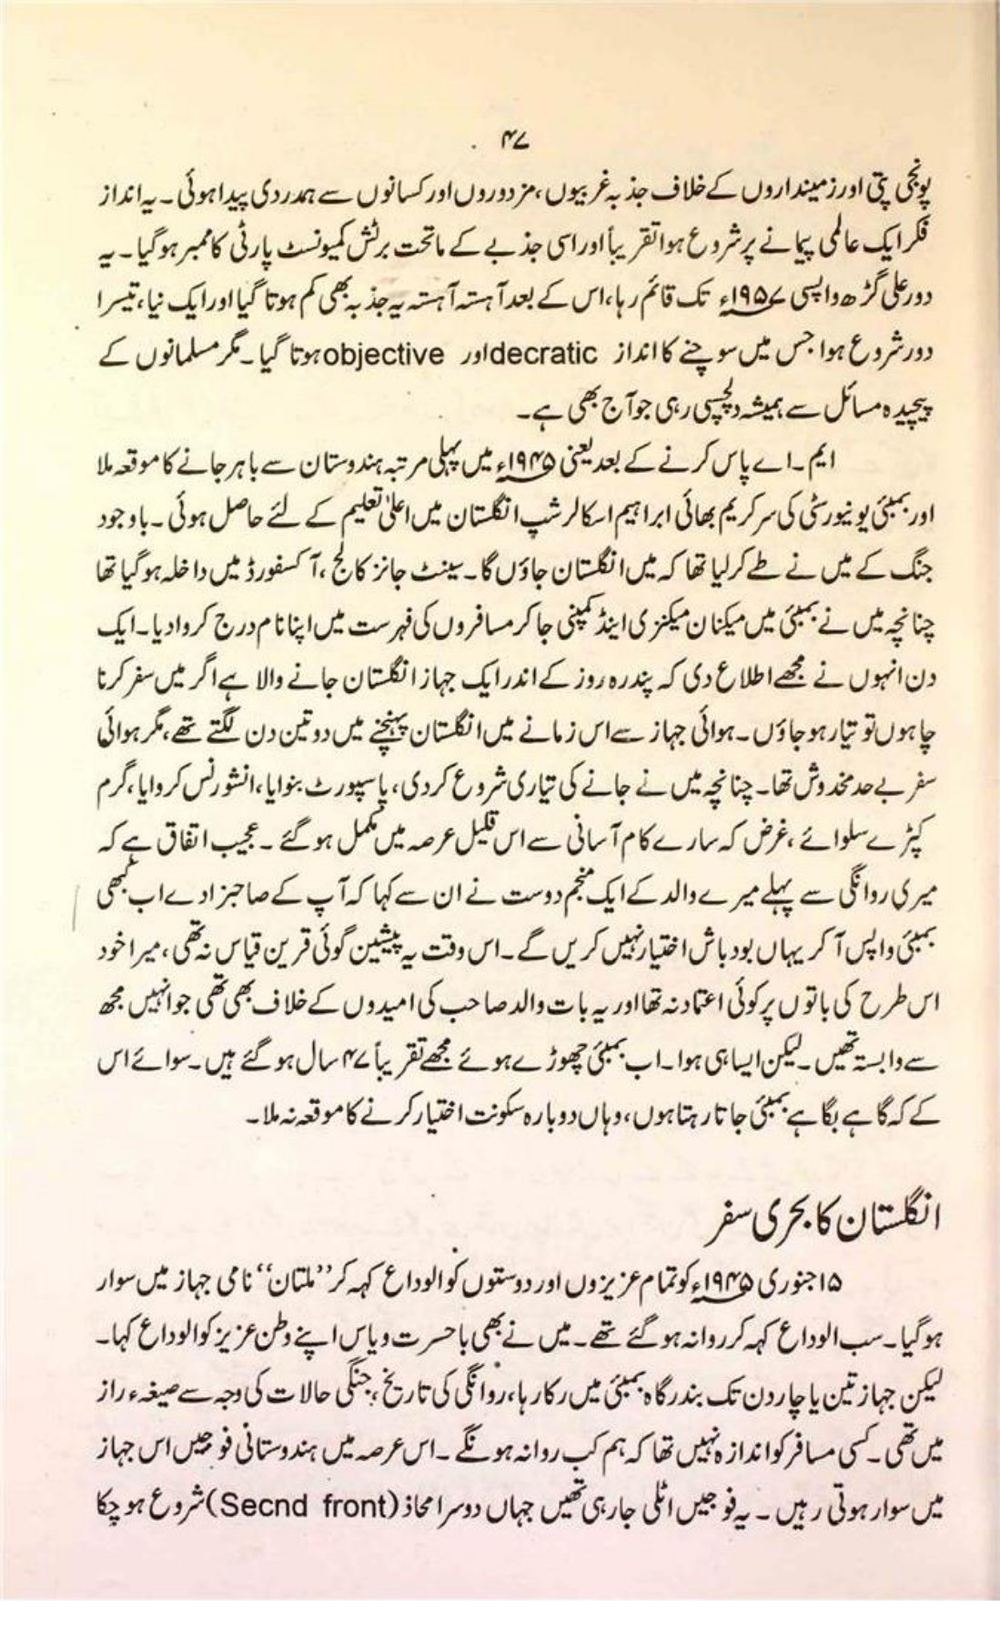 ۴۷
پونجی پتی اور زمینداروں کے خلاف جذبہ غریبوں، مزدوروں اور کسانوں سے ہمدردی پیدا ہوئی۔ یہ انداز
فکر ایک عالمی پیمانے پر شروع ہوا تقریباً اور اسی جذبے کے ماتحت برٹش کمیونسٹ پارٹی کا ممبر ہوگیا۔ یہ
دور علی گڑھ واپسی ۱۹۵۷ء تک قائم رہا، اس کے بعد آہستہ آہستہ یہ جذبہ بھی کم ہوتا گیا اور ایک نیا، تیسرا
دور شروع ہوا جس میں سوچنے کا انداز decratic اور objective ہوتا گیا۔ مگر مسلمانوں کے
پیچیدہ مسائل سے ہمیشہ دلچسپی رہی جو آج بھی ہے۔
ایم۔اے پاس کرنے کے بعد یعنی ۱۹۴۵ء میں پہلی مرتبہ ہندوستان سے باہر جانے کا موقعہ ملا
اور بمبئی یونیورسٹی کی سر کریم بھائی ابراہیم اسکالرشپ انگلستان میں اعلیٰ تعلیم کے لئے حاصل ہوئی۔ باوجود
جنگ کے میں نے طے کرلیا تھا کہ میں انگلستان جاؤں گا۔ سینٹ جانز کالج، آکسفورڈ میں داخلہ ہوگیا تھا
چنانچہ میں نے بمبئی میں میکنان میکنزی اینڈ کمپنی جا کر مسافروں کی فہرست میں اپنا نام درج کروا دیا۔ ایک
دن انہوں نے مجھے اطلاع دی کہ پندرہ روز کے اندر ایک جہاز انگلستان جانے والا ہے اگر میں سفر کرنا
چاہوں تو تیار ہو جاؤں۔ ہوائی جہاز سے اس زمانے میں انگلستان پہنچنے میں دو تین دن لگتے تھے، مگر ہوائی
سفر بے حد مخدوش تھا۔ چنانچہ میں نے جانے کی تیاری شروع کردی، پاسپورٹ بنوایا، انشورنس کروایا، گرم
کپڑے سلوائے، غرض کہ سارے کام آسانی سے اس قلیل عرصہ میں مکمل ہو گئے۔ عجیب اتفاق ہے کہ
میری روانگی سے پہلے میرے والد کے ایک منجم دوست نے ان سے کہا کہ آپ کے صاحبزادے اب کبھی
بمبئی واپس آکر یہاں بودباش اختیار نہیں کریں گے۔ اس وقت یہ پیشین گوئی قرین قیاس نہ تھی، میرا خود
اس طرح کی باتوں پر کوئی اعتماد نہ تھا اور یہ بات والد صاحب کی امیدوں کے خلاف بھی تھی جو انہیں مجھ
سے وابستہ تھیں۔ لیکن ایسا ہی ہوا۔ اب بمبئی چھوڑے ہوئے مجھے تقریباً ۴۷ سال ہو گئے ہیں۔ سوائے اس
کے کہ گاہے بگاہے بمبئی جاتا رہتا ہوں، وہاں دوبارہ سکونت اختیار کرنے کا موقعہ نہ ملا۔
انگلستان کا بحری سفر
۱۵ جنوری ۱۹۴۵ء کو تمام عزیزوں اور دوستوں کو الوداع کہہ کر ”ملتان“ نامی جہاز میں سوار
ہوگیا۔ سب الوداع کہہ کر روانہ ہو گئے تھے۔ میں نے بھی باحسرت ویاس اپنے وطن عزیز کو الوداع کہا۔
لیکن جہاز تین یا چار دن تک بندرگاہ بمبئی میں رکا رہا، روانگی کی تاریخ، جنگی حالات کی وجہ سے صیغہء راز
میں تھی۔ کسی مسافر کو اندازہ نہیں تھا کہ ہم کب روانہ ہونگے۔ اس عرصہ میں ہندوستانی فوجیں اس جہاز
میں سوار ہوتی رہیں۔ یہ فوجیں اٹلی جارہی تھیں جہاں دوسرا محاذ (Secnd front) شروع ہو چکا